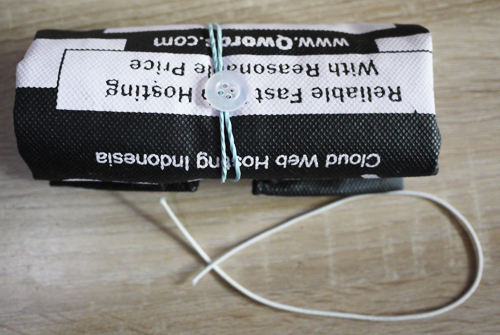 Cloud Web Hosting Indonesia
Reliable Fast Hosting
With Reasonable Price
www.Qwords.com